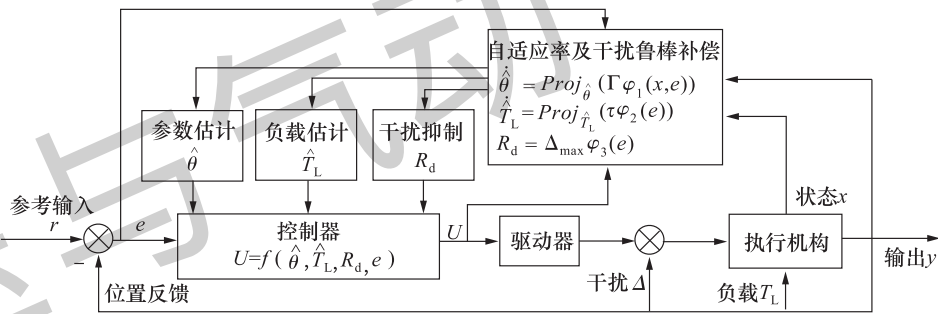 自适应率及干扰鲁棒补偿
$\dot{\hat{\theta}} = Proj_{\hat{\theta}}(\Gamma\varphi_1(x,e))$
$\dot{\hat{T}}_L = Proj_{\hat{T}_L}(\tau\varphi_2(e))$
$R_d = \Delta_{max}\varphi_3(e)$
参数估计
$\hat{\theta}$
负载估计
$\hat{T}_L$
干扰抑制
$R_d$
状态x
参考输入
r
e
控制器
$U=f(\hat{\theta},\hat{T}_L,R_d,e)$
U
驱动器
执行机构
输出y
−
位置反馈
干扰Δ
负载$T_L$
与气动